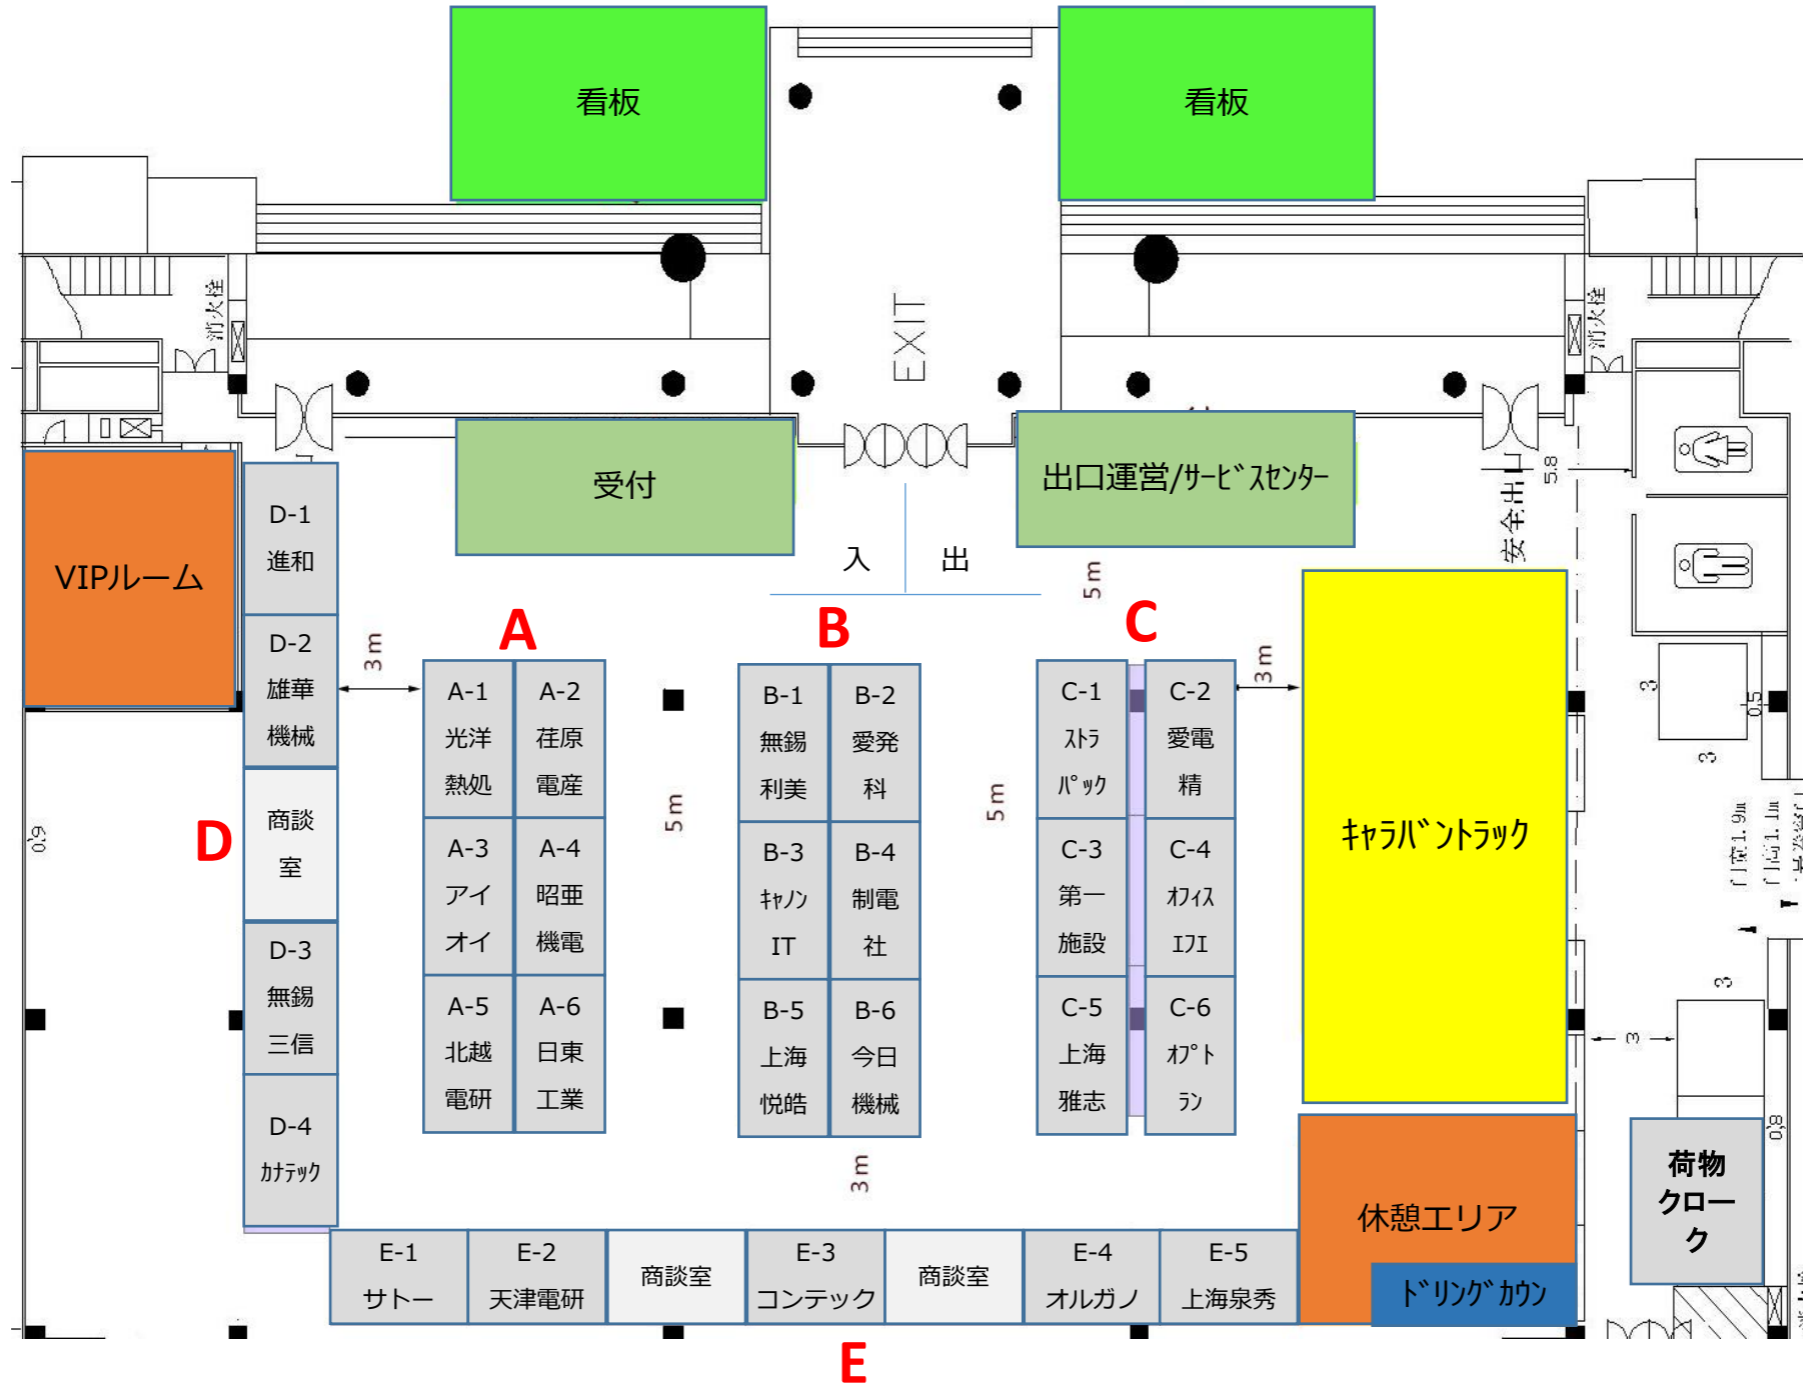 看板
看板
EXIT
消火栓
消火栓
受付
出口運営/ｻｰﾋﾞｽｾﾝﾀｰ
入
出
5m
5.8
VIPルーム
A
B
C
D
E
3m
3m
5m
5m
3m
D-1
進和
D-2
雄華
機械
商談
室
D-3
無錫
三信
D-4
ｶﾅﾃｯｸ
A-1
光洋
熱処
A-2
荏原
電産
A-3
アイ
オイ
A-4
昭亜
機電
A-5
北越
電研
A-6
日東
工業
B-1
無錫
利美
B-2
愛発
科
B-3
ｷｬﾉﾝ
IT
B-4
制電
社
B-5
上海
悦皓
B-6
今日
機械
C-1
ｽﾄﾗ
ﾊﾟｯｸ
C-2
愛電
精
C-3
第一
施設
C-4
ｵﾌｨｽ
ｴﾌｴ
C-5
上海
雅志
C-6
ｵﾌﾟﾄ
ﾗﾝ
ｷｬﾗﾊﾞﾝﾄﾗｯｸ
休憩エリア
ﾄﾞﾘﾝｸﾞｶｳﾝ
荷物
クロー
ク
E-1
サトー
E-2
天津電研
商談室
E-3
コンテック
商談室
E-4
オルガノ
E-5
上海泉秀
3
3
0.5
3
3
0.8